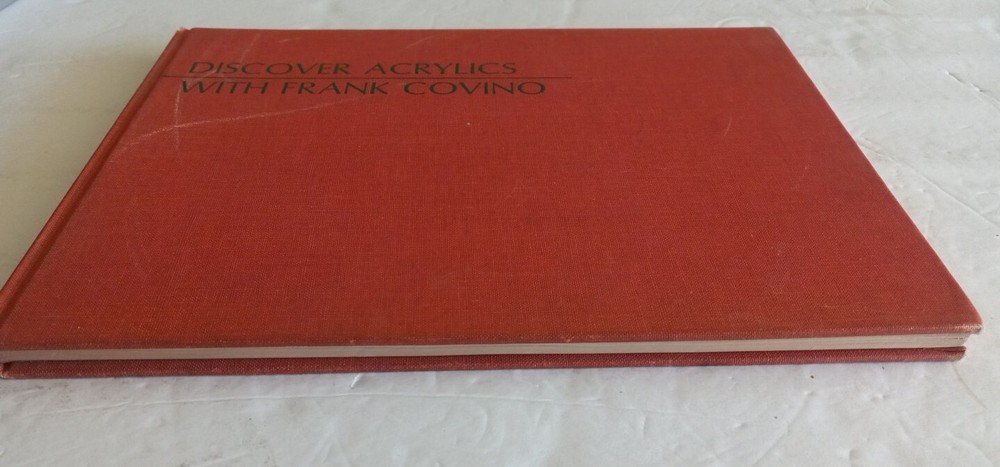 DISCOVER ACRYLICS
WITH FRANK COVINO